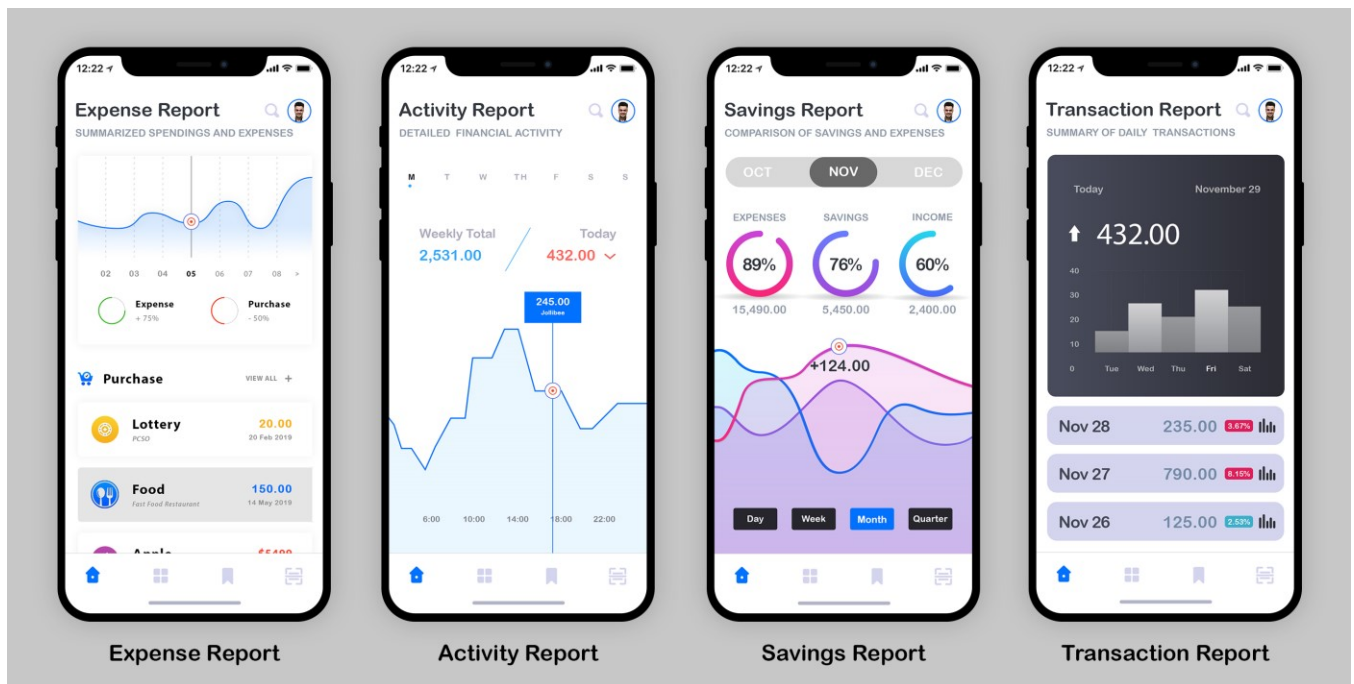 12:22
Expense Report
SUMMARIZED SPENDINGS AND EXPENSES
02 03 04 05 06 07 08 >
Expense
+ 75%
Purchase
- 50%
Purchase
VIEW ALL +
Lottery
20.00
PCSO
20 Feb 2019
Food
150.00
Fast Food Restaurant
14 May 2019
Apple
$5400
Expense Report
12:22
Activity Report
DETAILED FINANCIAL ACTIVITY
M T W TH F S S
Weekly Total
2,531.00
Today
432.00
245.00
Jollibee
6:00 10:00 14:00 18:00 22:00
Activity Report
12:22
Savings Report
COMPARISON OF SAVINGS AND EXPENSES
OCT NOV DEC
EXPENSES SAVINGS INCOME
89% 76% 60%
15,490.00 5,450.00 2,400.00
+124.00
Day Week Month Quarter
Savings Report
12:22
Transaction Report
SUMMARY OF DAILY TRANSACTIONS
Today November 29
432.00
40
30
20
10
0 Tue Wed Thu Fri Sat
Nov 28 235.00 3.67%
Nov 27 790.00 8.15%
Nov 26 125.00 2.53%
Transaction Report